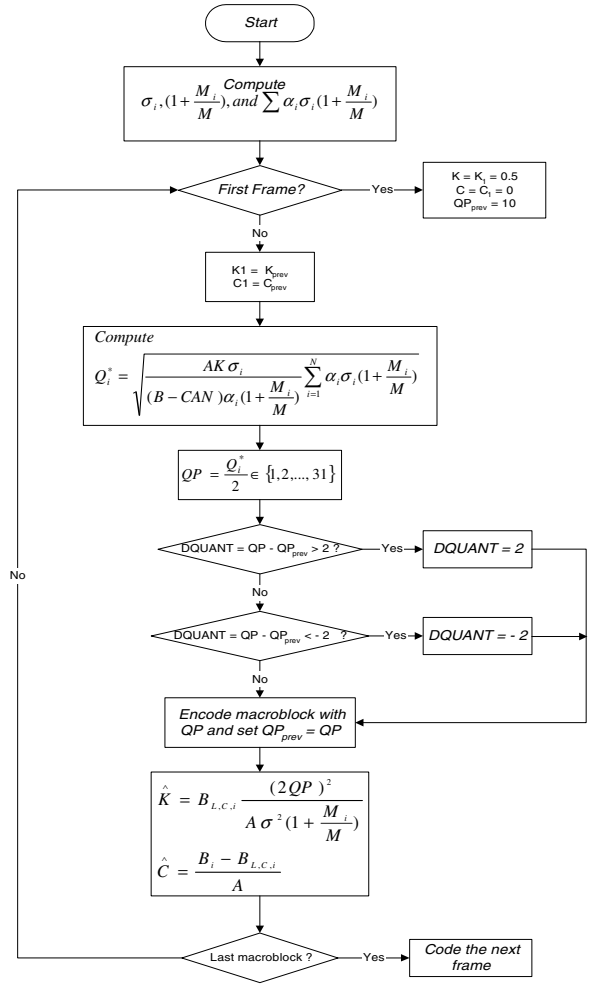 Start
Compute
σ_i, (1 + M_i/M), and ∑ α_i σ_i (1 + M_i/M)
First Frame?
Yes
K = K_1 = 0.5
C = C_1 = 0
QP_prev = 10
No
K1 = K_prev
C1 = C_prev
Compute
Q_i^* = √( AK σ_i / ((B − CAN) α_i (1 + M_i/M)) ∑_{i=1}^{N} α_i σ_i (1 + M_i/M) )
QP = Q_i^*/2 ∈ {1,2,..., 31}
DQUANT = QP - QP_prev > 2 ?
Yes
DQUANT = 2
No
No
DQUANT = QP - QP_prev < - 2 ?
Yes
DQUANT = - 2
No
Encode macroblock with
QP and set QP_prev = QP
K̂ = B_{L,C,i} (2QP)^2 / (A σ^2 (1 + M_i/M))
Ĉ = (B_i − B_{L,C,i}) / A
Last macroblock ?
Yes
Code the next
frame